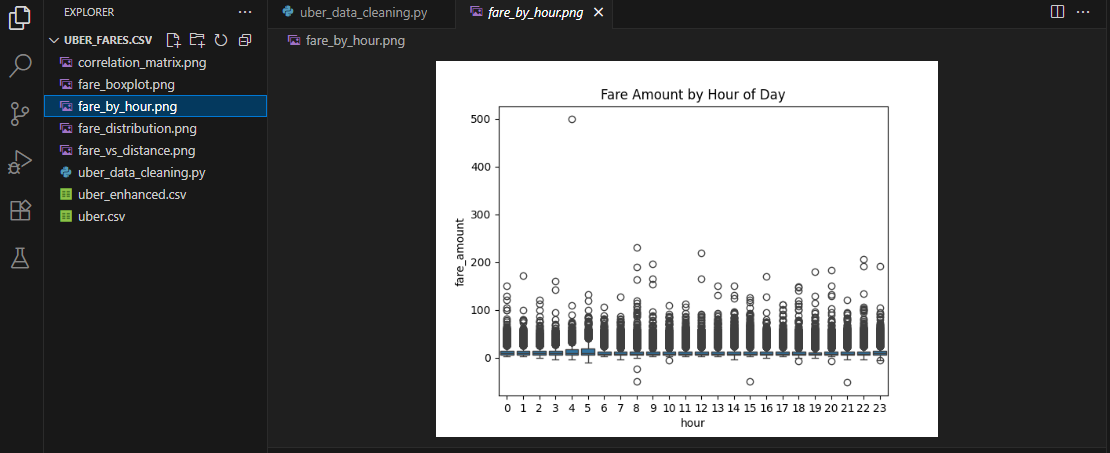 EXPLORER
UBER_FARES.CSV
correlation_matrix.png
fare_boxplot.png
fare_by_hour.png
fare_distribution.png
fare_vs_distance.png
uber_data_cleaning.py
uber_enhanced.csv
uber.csv
uber_data_cleaning.py
fare_by_hour.png
fare_by_hour.png
Fare Amount by Hour of Day
fare_amount
500
400
300
200
100
0
0 1 2 3 4 5 6 7 8 9 10 11 12 13 14 15 16 17 18 19 20 21 22 23
hour